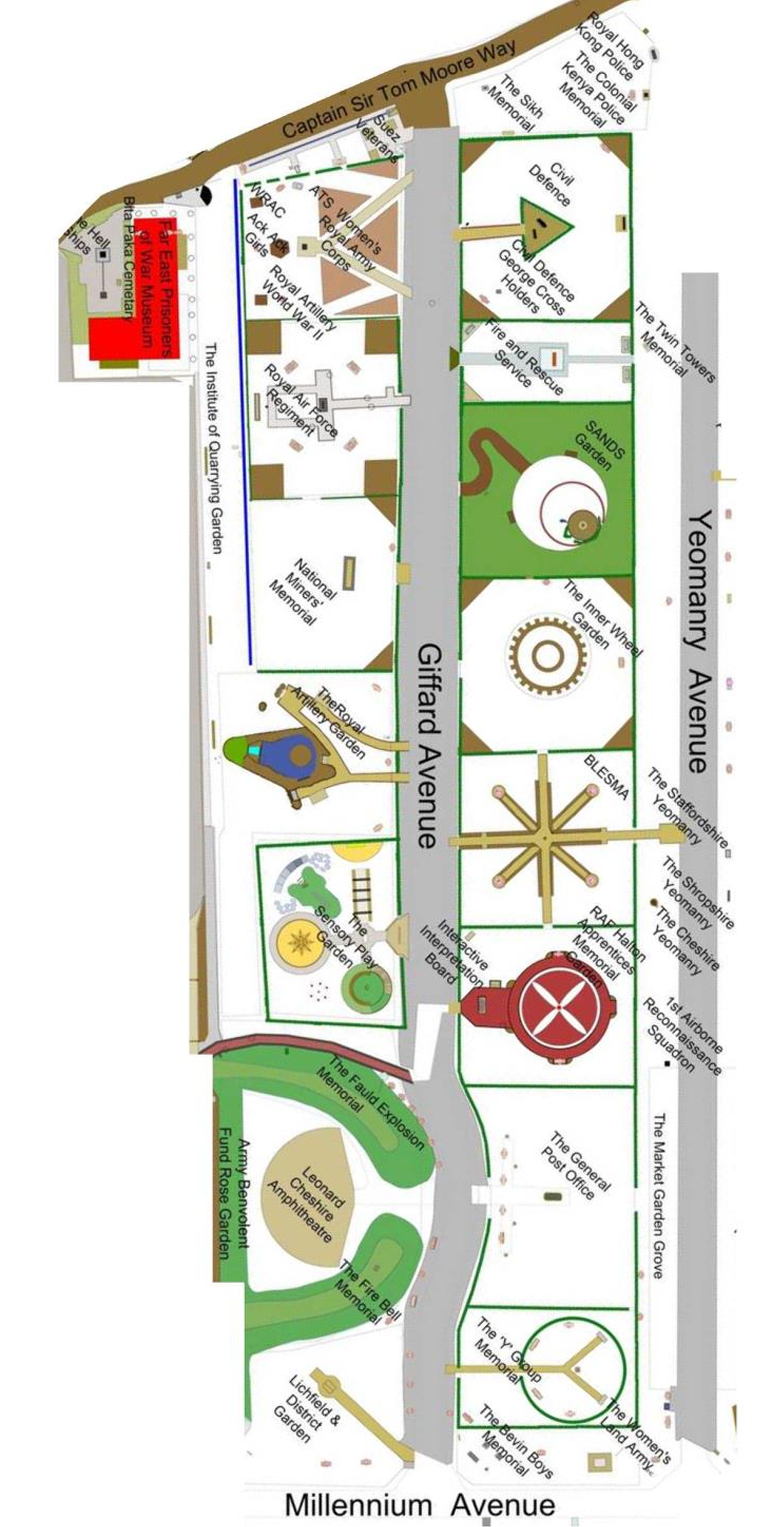 Captain Sir Tom Moore Way
Royal Hong
Kong Police
The Colonial
Kenya Police
Memorial
The Sikh
Memorial
Suez
Veterans
Civil
Defence
Civil Defence
George Cross
Holders
WRAC
Ack Ack
Girls
ATS Women's
Royal Army
Corps
Royal Artillery
World War II
Hell
ships
Bita Paka Cemetary
Far East Prisoners
of War Museum
Fire and Rescue
Service
The Twin Towers
Memorial
The Institute of Quarrying Garden
Royal Air Force
Regiment
SANDS
Garden
National
Miners'
Memorial
The Inner Wheel
Garden
Giffard Avenue
Yeomanry Avenue
TheRoyal
Artillery Garden
BLESMA
The Staffordshire
Yeomanry
The Shropshire
Yeomanry
The Cheshire
Yeomanry
The
Sensory Play
Garden
Interactive
Interpretation
Board
RAF Halton
Apprentices
Memorial
Garden
1st Airborne
Reconnaissance
Squadron
The Fauld Explosion
Memorial
The General
Post Office
The Market Garden Grove
Army Benvolent
Fund Rose Garden
Leonard
Cheshire
Amphitheatre
The Fire Bell
Memorial
The 'Y' Group
Memorial
Lichfield &
District
Garden
The Bevin Boys
Memorial
The Women's
Land Army
Millennium Avenue